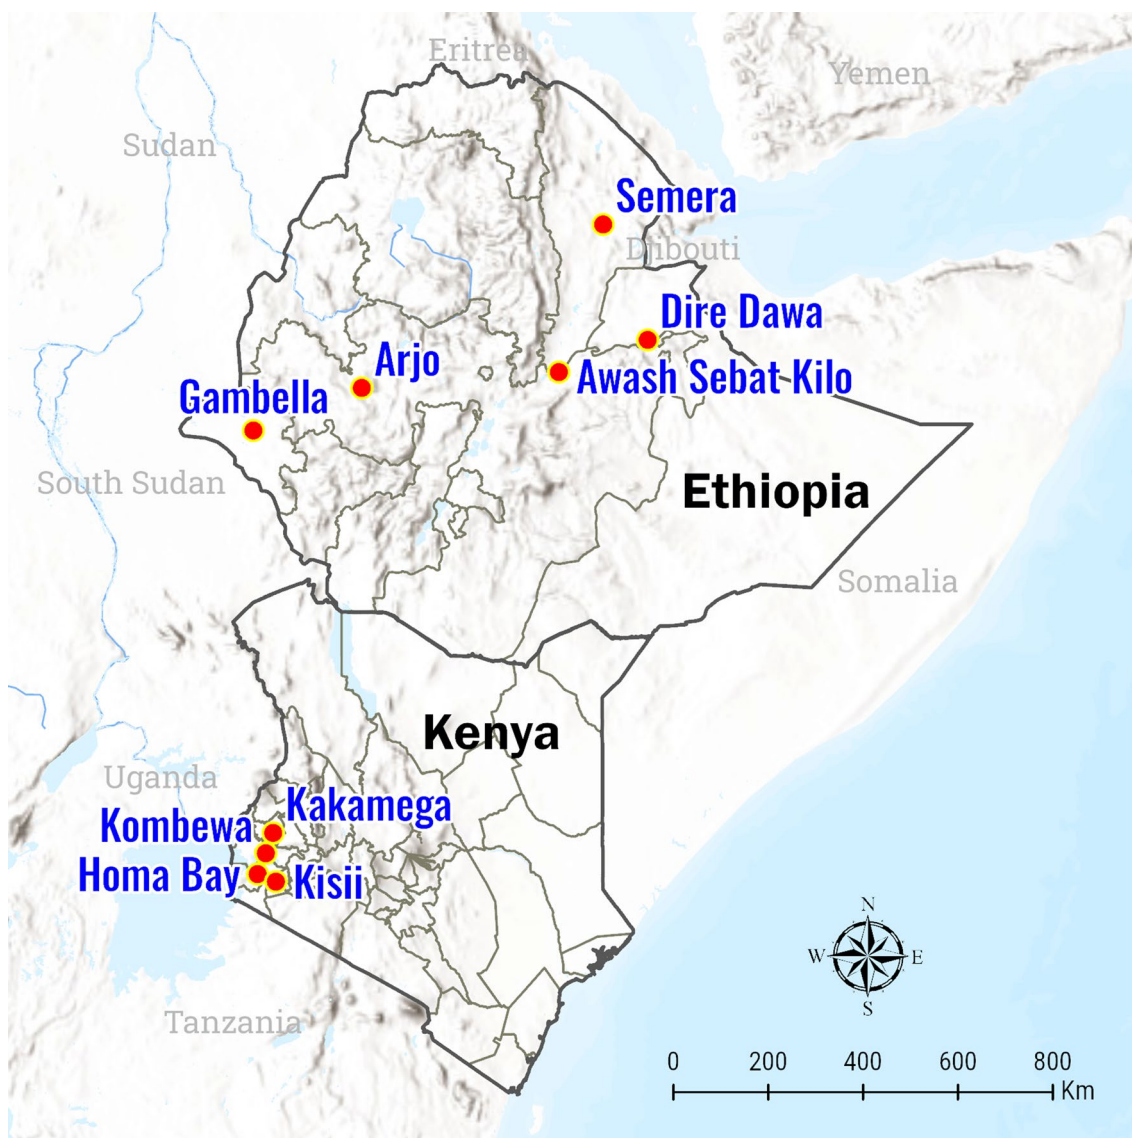 Eritrea
Yemen
Sudan
Semera
Djibouti
Dire Dawa
Arjo
Awash Sebat Kilo
Gambella
South Sudan
Ethiopia
Somalia
Kenya
Uganda
Kakamega
Kombewa
Homa Bay
Kisii
N
W E
S
Tanzania
0 200 400 600 800
Km